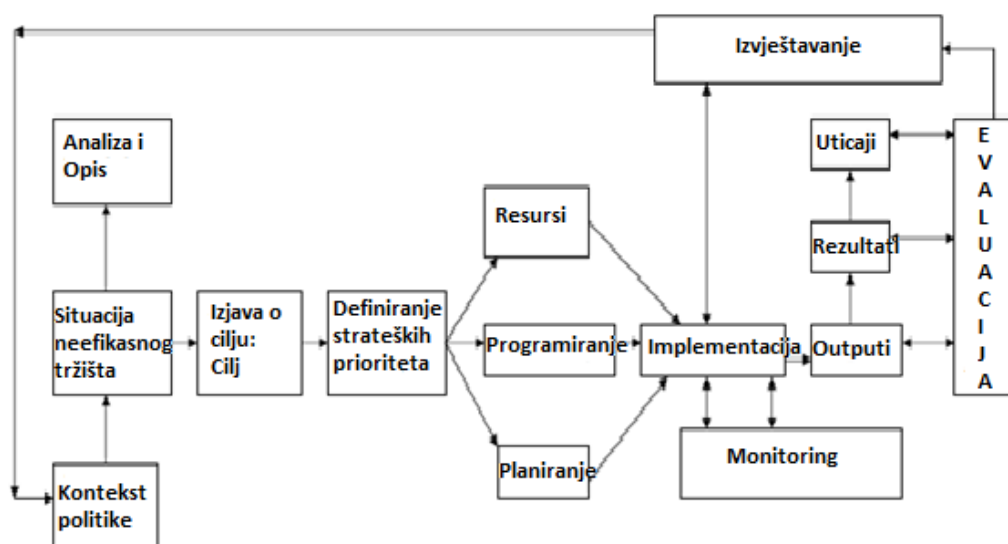 Izvještavanje
Analiza i
Opis
Uticaji
E
V
A
L
U
A
C
I
J
A
Resursi
Rezultati
Situacija
neefikasnog
tržišta
Izjava o
cilju:
Cilj
Definiranje
strateških
prioriteta
Programiranje
Implementacija
Outputi
Planiranje
Monitoring
Kontekst
politike